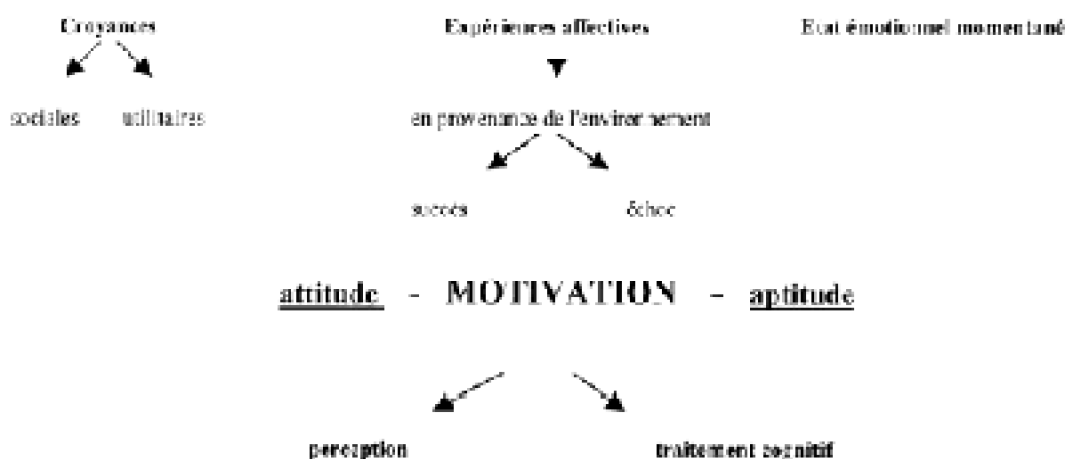 Croyances Expériences affectives Etat émotionnel momentané
sociales utilitaires en provenance de l'environnement
succès échec
attitude - MOTIVATION - aptitude
perception traitement cognitif